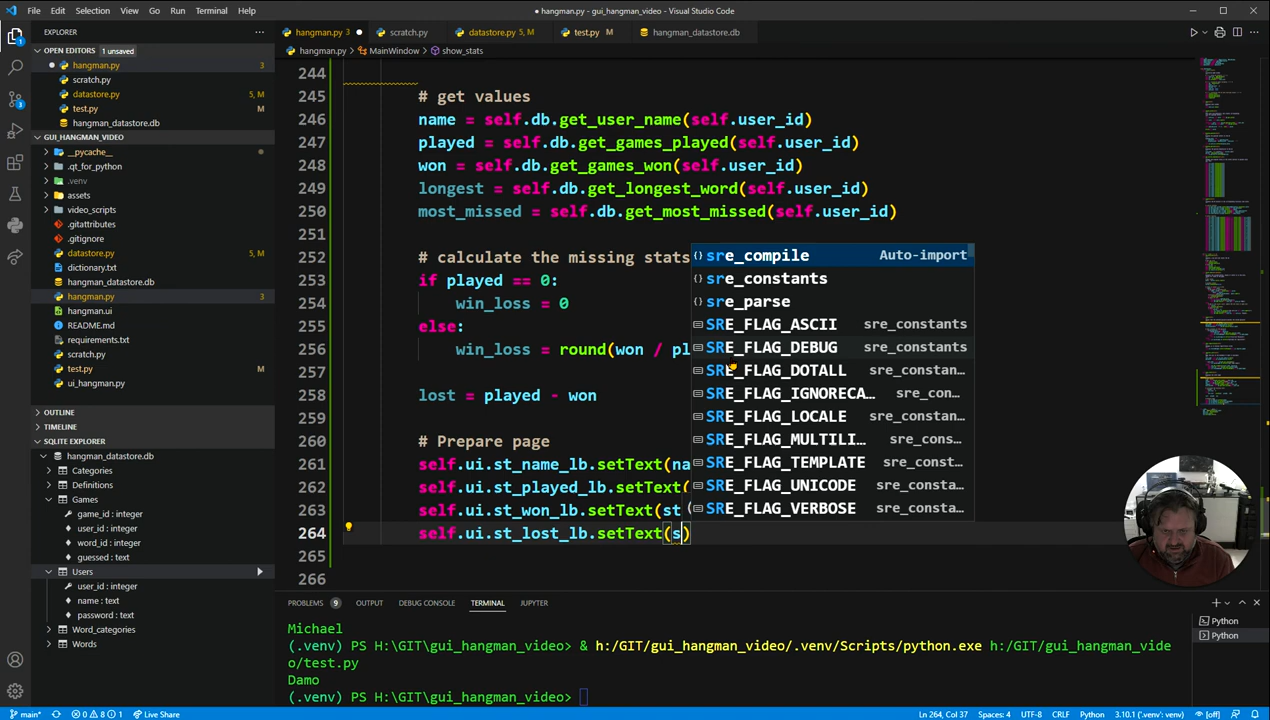 File Edit Selection View Go Run Terminal Help
● hangman.py - gui_hangman_video - Visual Studio Code
EXPLORER
OPEN EDITORS 1 unsaved
hangman.py 3
scratch.py
datastore.py 5, M
test.py M
hangman_datastore.db
GUI_HANGMAN_VIDEO
__pycache__
.qt_for_python
.venv
assets
video_scripts
.gitattributes
.gitignore
datastore.py 5, M
dictionary.txt
hangman_datastore.db
hangman.py 3
hangman.ui
README.md
requirements.txt
scratch.py
test.py M
ui_hangman.py
OUTLINE
TIMELINE
SQLITE EXPLORER
hangman_datastore.db
Categories
Definitions
Games
game_id : integer
user_id : integer
word_id : integer
guessed : text
Users
user_id : integer
name : text
password : text
Word_categories
Words
hangman.py 3 ● scratch.py datastore.py 5, M test.py M hangman_datastore.db
hangman.py > MainWindow > show_stats
244
245 # get values
246 name = self.db.get_user_name(self.user_id)
247 played = self.db.get_games_played(self.user_id)
248 won = self.db.get_games_won(self.user_id)
249 longest = self.db.get_longest_word(self.user_id)
250 most_missed = self.db.get_most_missed(self.user_id)
251
252 # calculate the missing stats
253 if played == 0:
254 win_loss = 0
255 else:
256 win_loss = round(won / pl
257
258 lost = played - won
259
260 # Prepare page
261 self.ui.st_name_lb.setText(na
262 self.ui.st_played_lb.setText(
263 self.ui.st_won_lb.setText(st
264 self.ui.st_lost_lb.setText(s)
265
266
sre_compile Auto-import
sre_constants
sre_parse
SRE_FLAG_ASCII sre_constants
SRE_FLAG_DEBUG sre_constants
SRE_FLAG_DOTALL sre_constan…
SRE_FLAG_IGNORECA… sre_con…
SRE_FLAG_LOCALE sre_constan…
SRE_FLAG_MULTILI… sre_cons…
SRE_FLAG_TEMPLATE sre_const…
SRE_FLAG_UNICODE sre_const…
SRE_FLAG_VERBOSE sre_consta…
PROBLEMS 9 OUTPUT DEBUG CONSOLE TERMINAL JUPYTER
Michael
(.venv) PS H:\GIT\gui_hangman_video> & h:/GIT/gui_hangman_video/.venv/Scripts/python.exe h:/GIT/gui_hangman_vide
o/test.py
Damo
(.venv) PS H:\GIT\gui_hangman_video>
Python
Python
main* 0 8 1 Live Share
Ln 264, Col 37 Spaces: 4 UTF-8 CRLF Python 3.10.1 ('.venv': venv) [off]